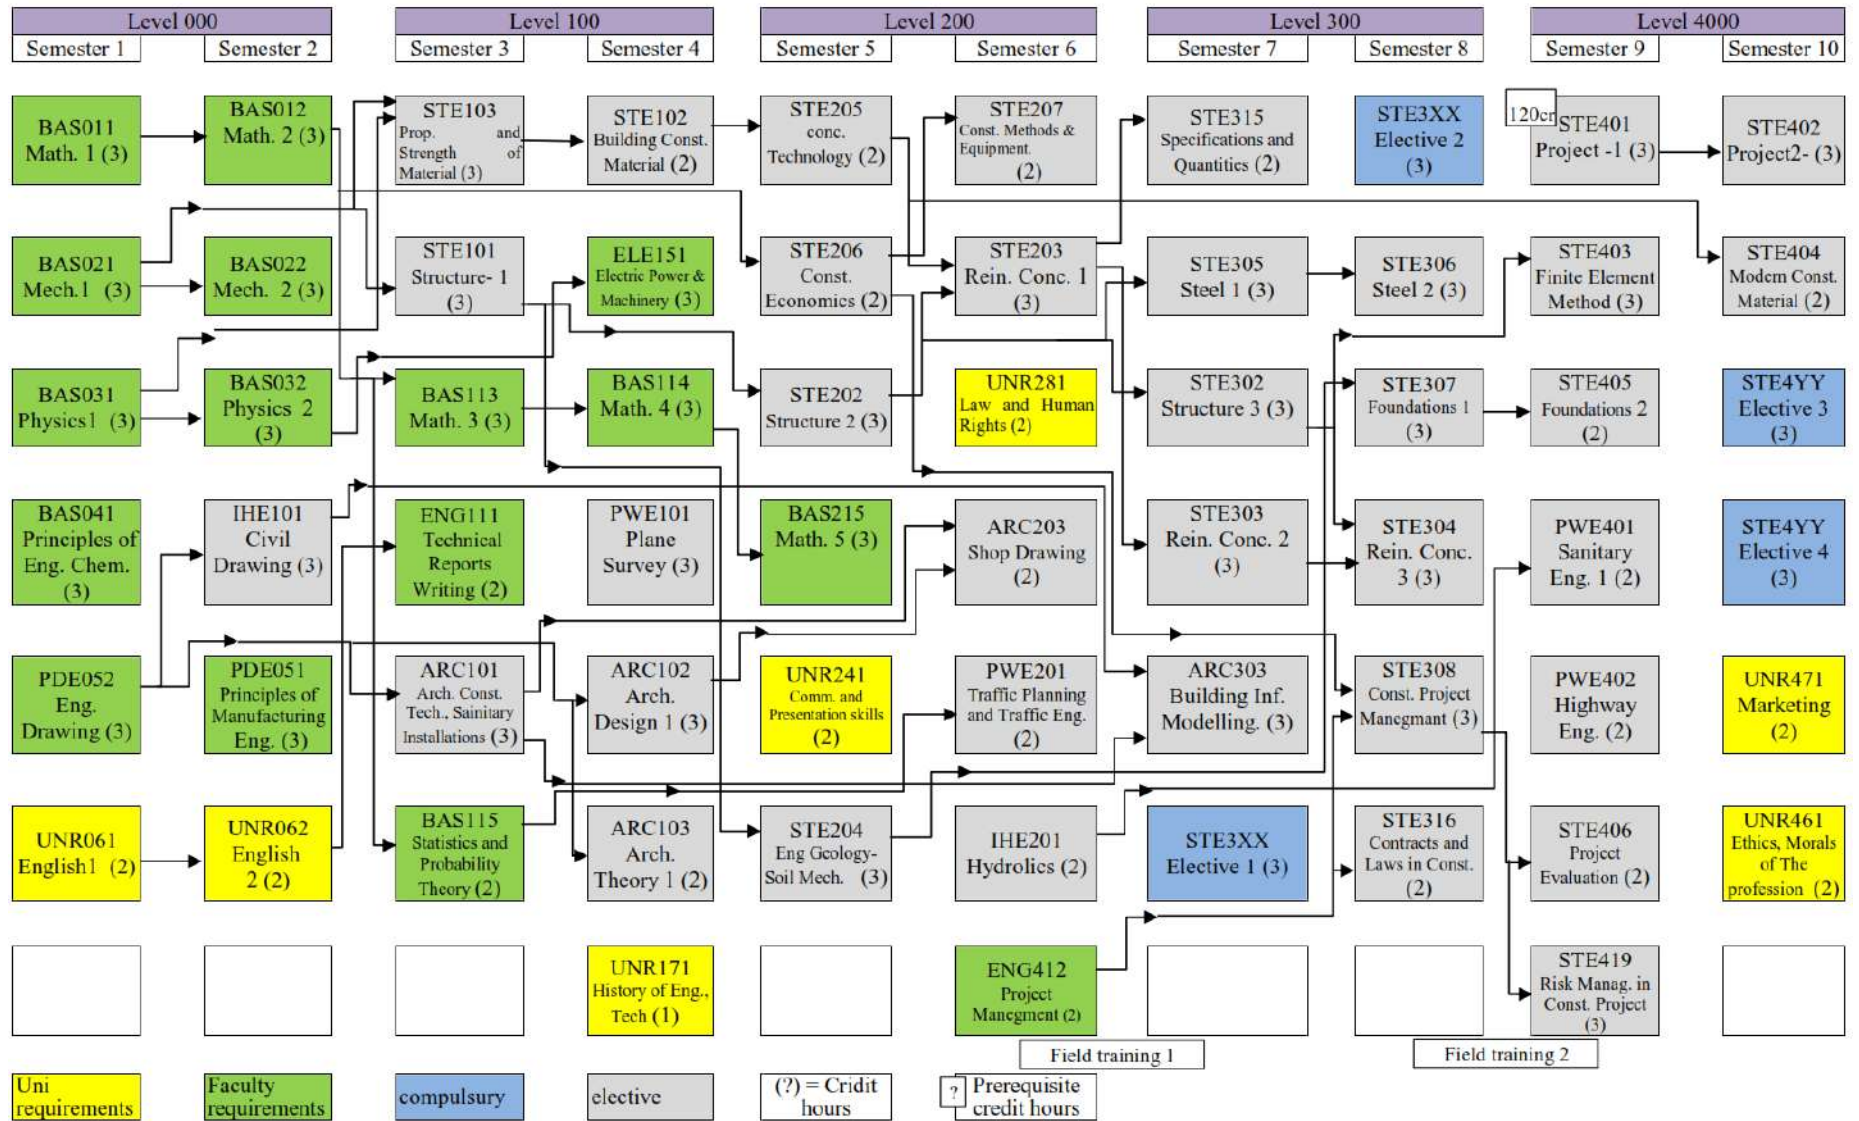 Level 000
Level 100
Level 200
Level 300
Level 4000
Semester 1
Semester 2
Semester 3
Semester 4
Semester 5
Semester 6
Semester 7
Semester 8
Semester 9
Semester 10
BAS011
Math. 1 (3)
BAS012
Math. 2 (3)
STE103
Prop. and
Strength of
Material (3)
STE102
Building Const.
Material (2)
STE205
conc.
Technology (2)
STE207
Const. Methods &
Equipment.
(2)
STE315
Specifications and
Quantities (2)
STE3XX
Elective 2
(3)
120cr
STE401
Project -1 (3)
STE402
Project2- (3)
BAS021
Mech.1 (3)
BAS022
Mech. 2 (3)
STE101
Structure- 1
(3)
ELE151
Electric Power &
Machinery (3)
STE206
Const.
Economics (2)
STE203
Rein. Conc. 1
(3)
STE305
Steel 1 (3)
STE306
Steel 2 (3)
STE403
Finite Element
Method (3)
STE404
Modern Const.
Material (2)
BAS031
Physics1 (3)
BAS032
Physics 2
(3)
BAS113
Math. 3 (3)
BAS114
Math. 4 (3)
STE202
Structure 2 (3)
UNR281
Law and Human
Rights (2)
STE302
Structure 3 (3)
STE307
Foundations 1
(3)
STE405
Foundations 2
(2)
STE4YY
Elective 3
(3)
BAS041
Principles of
Eng. Chem.
(3)
IHE101
Civil
Drawing (3)
ENG111
Technical
Reports
Writing (2)
PWE101
Plane
Survey (3)
BAS215
Math. 5 (3)
ARC203
Shop Drawing
(2)
STE303
Rein. Conc. 2
(3)
STE304
Rein. Conc.
3 (3)
PWE401
Sanitary
Eng. 1 (2)
STE4YY
Elective 4
(3)
PDE052
Eng.
Drawing (3)
PDE051
Principles of
Manufacturing
Eng. (3)
ARC101
Arch. Const.
Tech., Sainitary
Installations (3)
ARC102
Arch.
Design 1 (3)
UNR241
Comm. and
Presentation skills
(2)
PWE201
Traffic Planning
and Traffic Eng.
(2)
ARC303
Building Inf.
Modelling. (3)
STE308
Const. Project
Manegmant (3)
PWE402
Highway
Eng. (2)
UNR471
Marketing
(2)
UNR061
English1 (2)
UNR062
English
2 (2)
BAS115
Statistics and
Probability
Theory (2)
ARC103
Arch.
Theory 1 (2)
STE204
Eng Geology-
Soil Mech. (3)
IHE201
Hydrolics (2)
STE3XX
Elective 1 (3)
STE316
Contracts and
Laws in Const.
(2)
STE406
Project
Evaluation (2)
UNR461
Ethics, Morals
of The
profession (2)
UNR171
History of Eng.,
Tech (1)
ENG412
Project
Manegment (2)
STE419
Risk Manag. in
Const. Project
(3)
Field training 1
Field training 2
Uni
requirements
Faculty
requirements
compulsury
elective
(?) = Cridit
hours
?
Prerequisite
credit hours